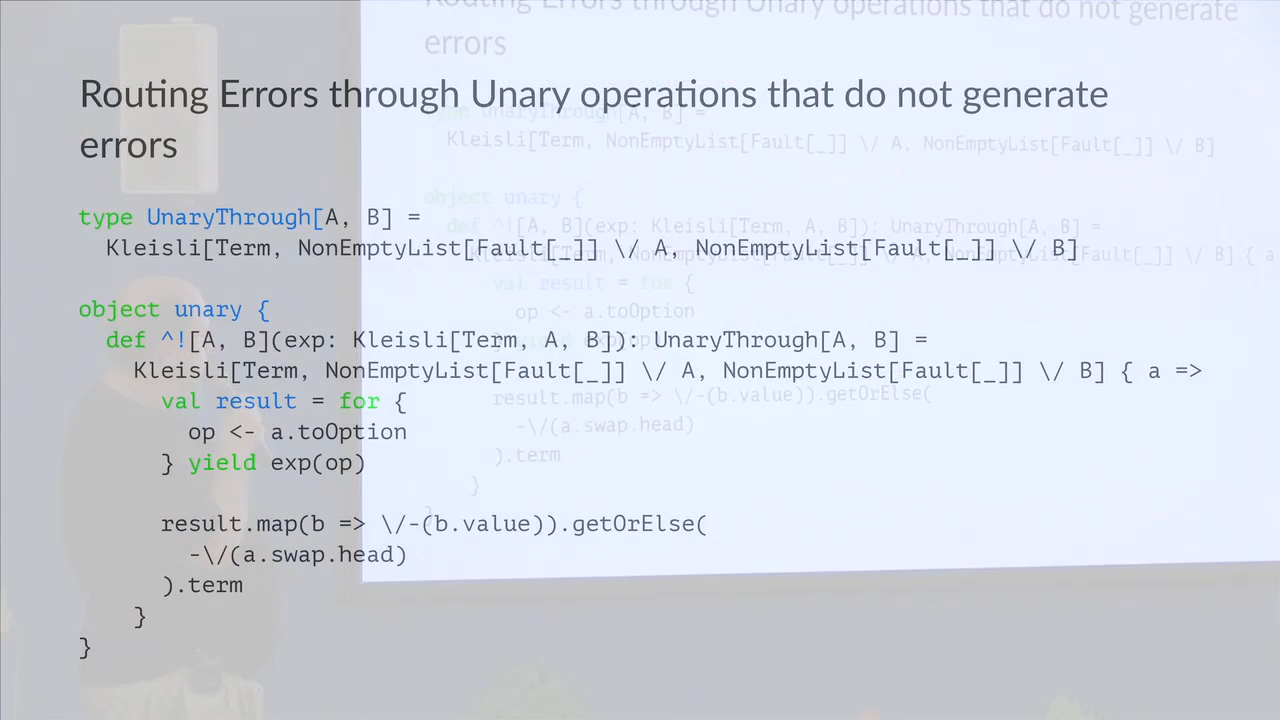 Routing Errors through Unary operations that do not generate
errors
type UnaryThrough[A, B] =
  Kleisli[Term, NonEmptyList[Fault[_]] \/ A, NonEmptyList[Fault[_]] \/ B]
object unary {
  def ^![A, B](exp: Kleisli[Term, A, B]): UnaryThrough[A, B] =
    Kleisli[Term, NonEmptyList[Fault[_]] \/ A, NonEmptyList[Fault[_]] \/ B] { a =>
      val result = for {
        op <- a.toOption
      } yield exp(op)
      result.map(b => \/-(b.value)).getOrElse(
        -\/(a.swap.head)
      ).term
    }
}